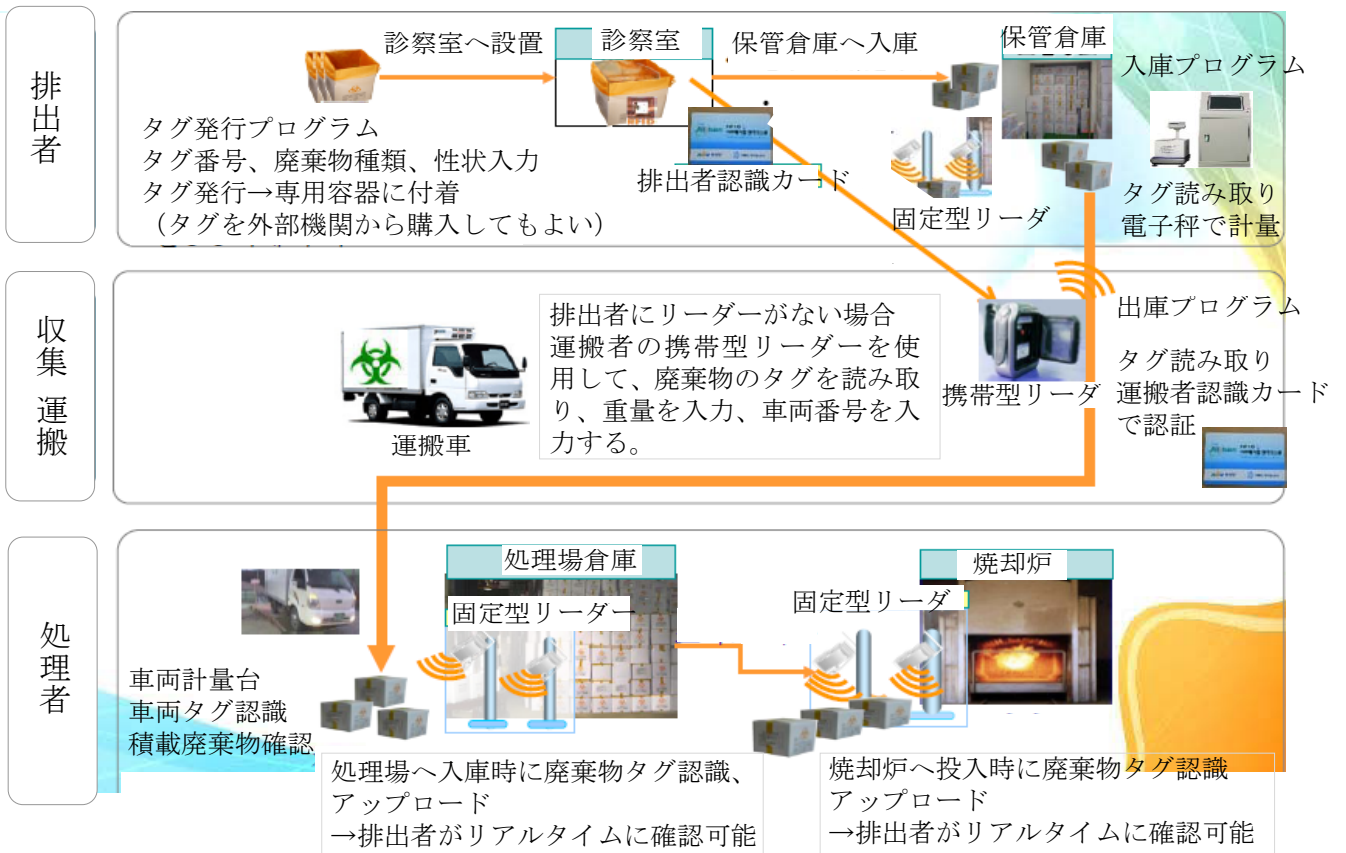 排出者
診察室へ設置
診察室
保管倉庫へ入庫
保管倉庫
入庫プログラム
タグ発行プログラム
タグ番号、廃棄物種類、性状入力
タグ発行→専用容器に付着
（タグを外部機関から購入してもよい）
RFID
排出者認識カード
固定型リーダ
タグ読み取り
電子秤で計量
収集 運搬
運搬車
排出者にリーダーがない場合
運搬者の携帯型リーダーを使
用して、廃棄物のタグを読み取
り、重量を入力、車両番号を入
力する。
携帯型リーダ
出庫プログラム
タグ読み取り
運搬者認識カード
で認証
処理者
車両計量台
車両タグ認識
積載廃棄物確認
処理場倉庫
固定型リーダー
処理場へ入庫時に廃棄物タグ認識、
アップロード
→排出者がリアルタイムに確認可能
焼却炉
固定型リーダ
焼却炉へ投入時に廃棄物タグ認識
アップロード
→排出者がリアルタイムに確認可能